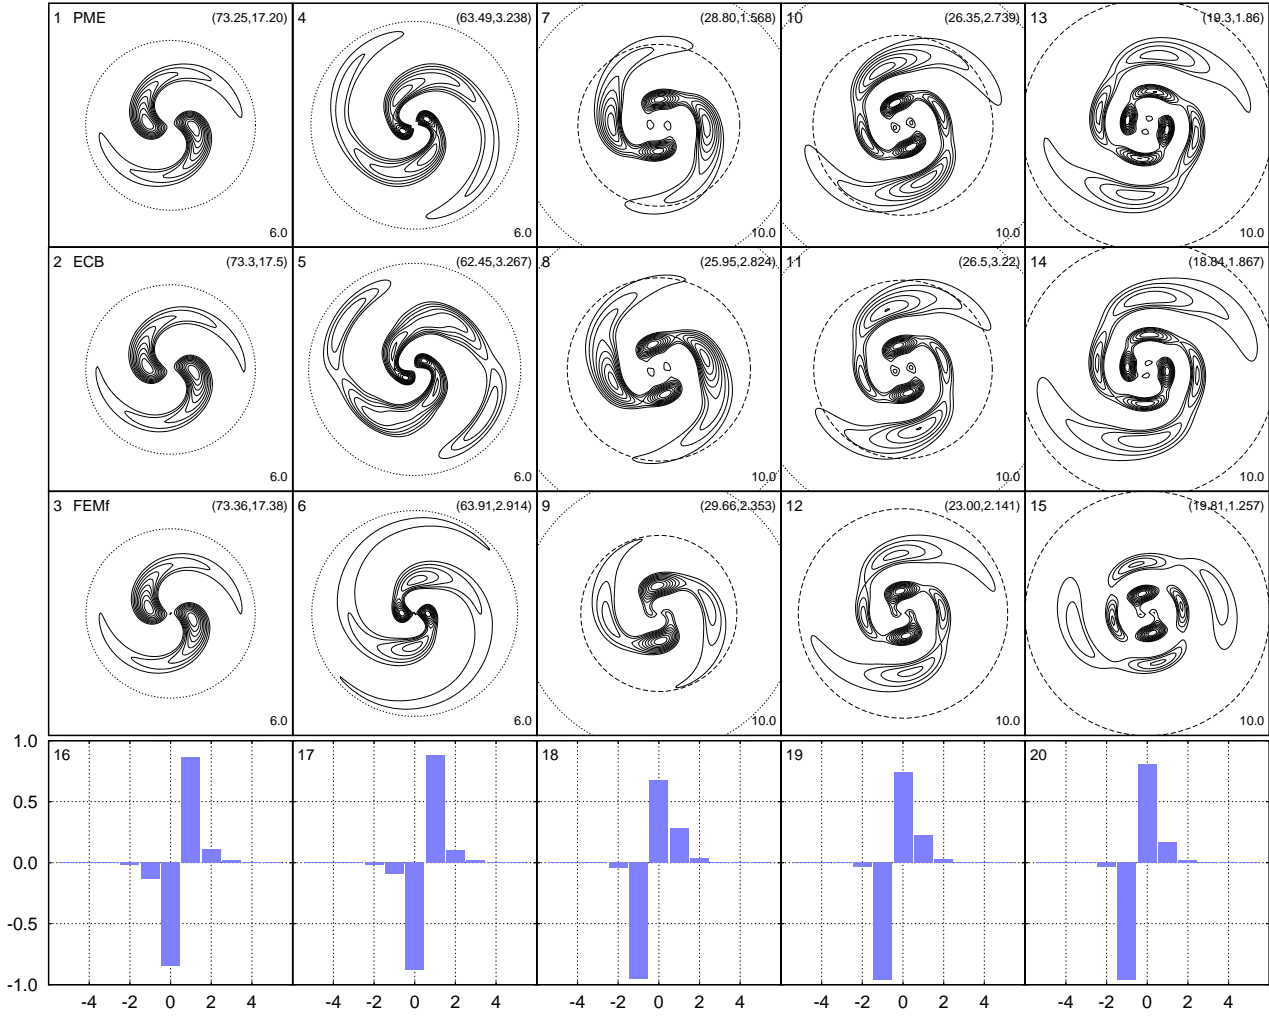 1 PME (73.25,17.20) 6.0
4 (63.49,3.238) 6.0
7 (28.80,1.568) 10.0
10 (26.35,2.739) 10.0
13 (19.3,1.86) 10.0
2 ECB (73.3,17.5) 6.0
5 (62.45,3.267) 6.0
8 (25.95,2.824) 10.0
11 (26.5,3.22) 10.0
14 (18.84,1.867) 10.0
3 FEMf (73.36,17.38) 6.0
6 (63.91,2.914) 6.0
9 (29.66,2.353) 10.0
12 (23.00,2.141) 10.0
15 (19.81,1.257) 10.0
16 17 18 19 20
1.0
0.5
0.0
-0.5
-1.0
-4 -2 0 2 4 -4 -2 0 2 4 -4 -2 0 2 4 -4 -2 0 2 4 -4 -2 0 2 4